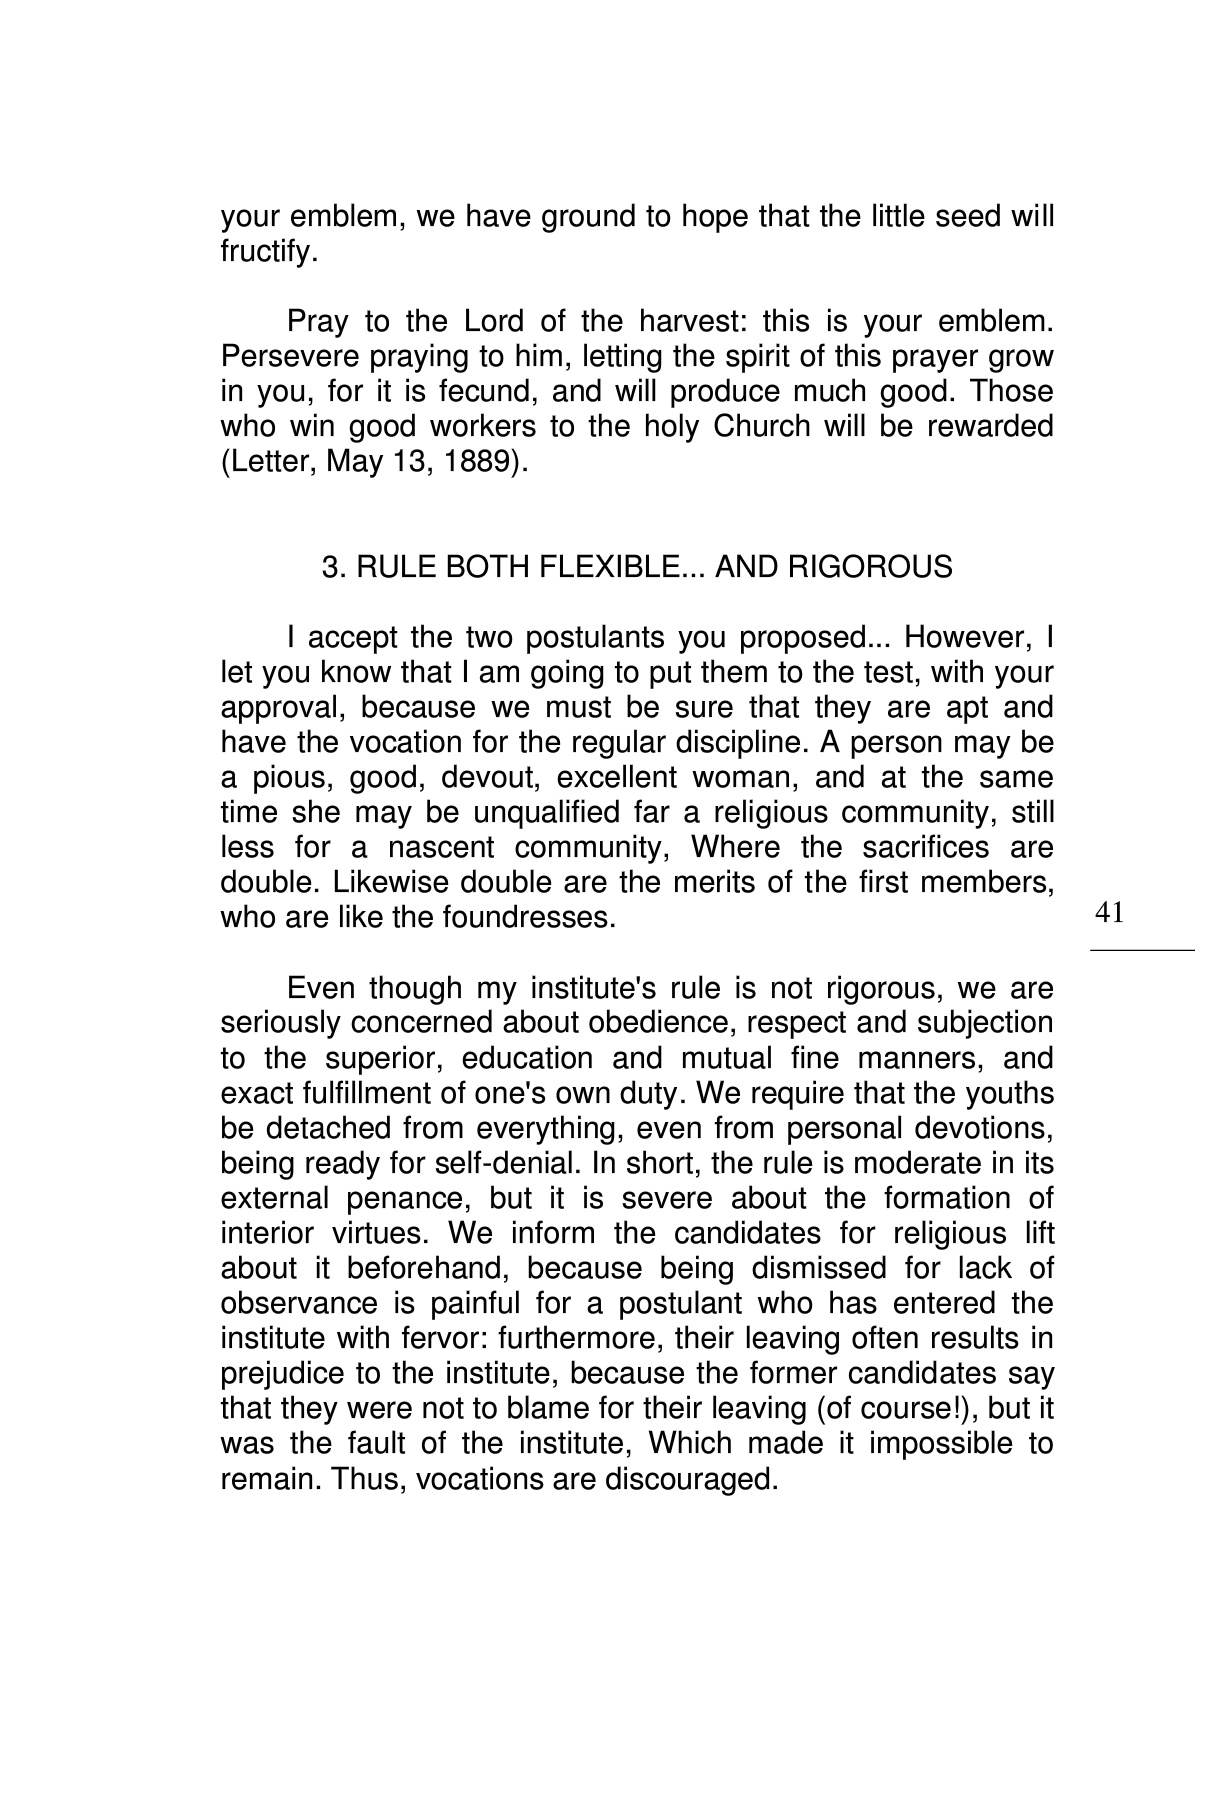 your emblem, we have ground to hope that the little seed will
fructify.
Pray to the Lord of the harvest: this is your emblem.
Persevere praying to him, letting the spirit of this prayer grow
in you, for it is fecund, and will produce much good. Those
who win good workers to the holy Church will be rewarded
(Letter, May 13, 1889).
3. RULE BOTH FLEXIBLE... AND RIGOROUS
I accept the two postulants you proposed... However, I
let you know that I am going to put them to the test, with your
approval, because we must be sure that they are apt and
have the vocation for the regular discipline. A person may be
a pious, good, devout, excellent woman, and at the same
time she may be unqualified far a religious community, still
less for a nascent community, Where the sacrifices are
double. Likewise double are the merits of the first members,
who are like the foundresses.
41
Even though my institute's rule is not rigorous, we are
seriously concerned about obedience, respect and subjection
to the superior, education and mutual fine manners, and
exact fulfillment of one's own duty. We require that the youths
be detached from everything, even from personal devotions,
being ready for self-denial. In short, the rule is moderate in its
external penance, but it is severe about the formation of
interior virtues. We inform the candidates for religious lift
about it beforehand, because being dismissed for lack of
observance is painful for a postulant who has entered the
institute with fervor: furthermore, their leaving often results in
prejudice to the institute, because the former candidates say
that they were not to blame for their leaving (of course!), but it
was the fault of the institute, Which made it impossible to
remain. Thus, vocations are discouraged.